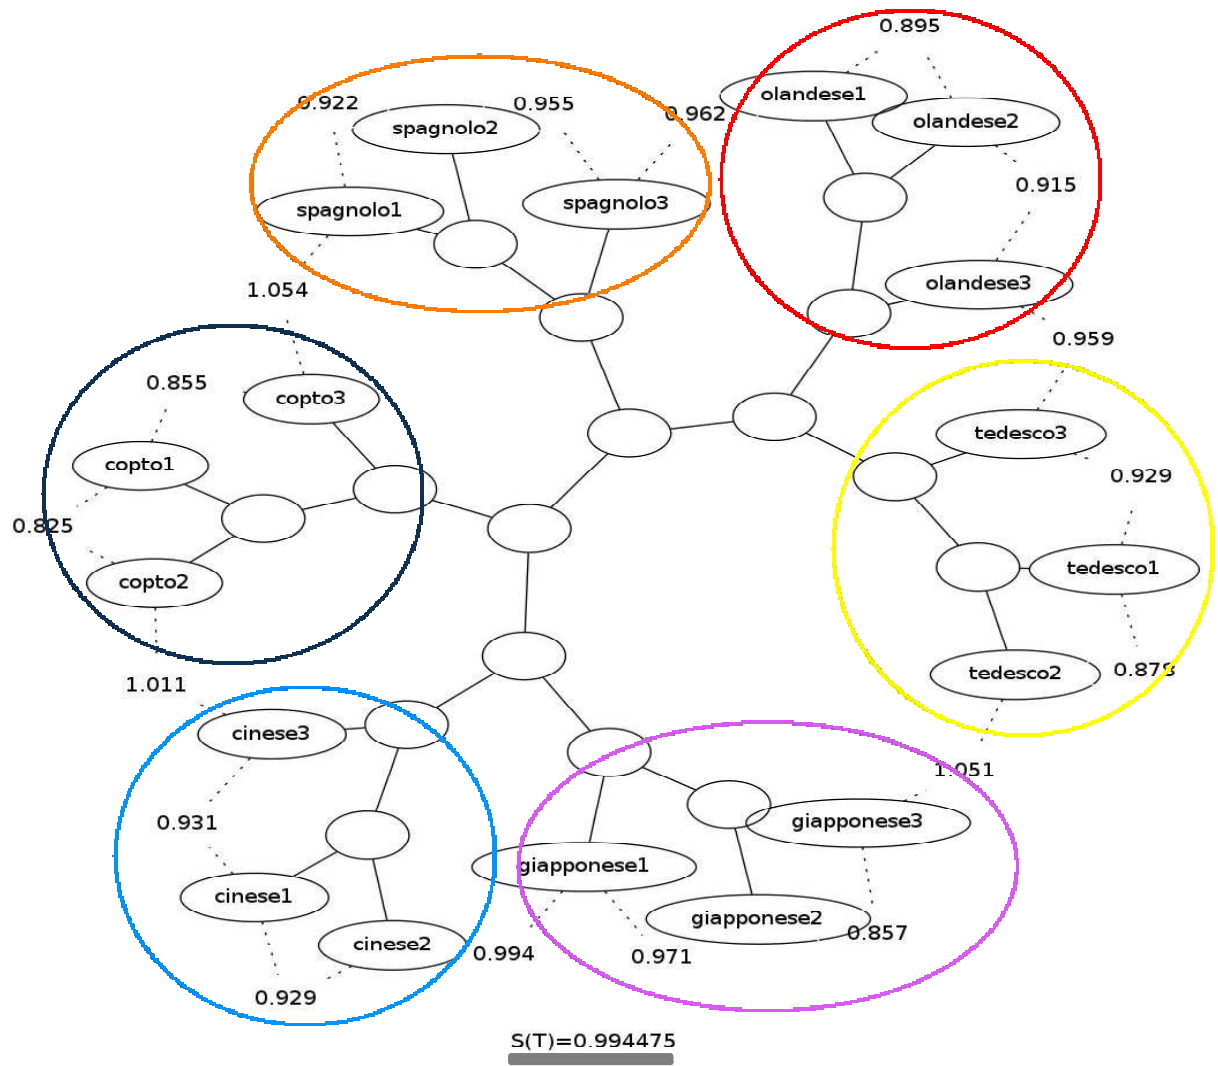 0.895
olandese1
olandese2
0.922
0.955
0.962
spagnolo2
spagnolo1
spagnolo3
0.915
olandese3
1.054
0.959
0.855
copto3
copto1
tedesco3
0.929
0.825
copto2
tedesco1
tedesco2
0.878
1.011
cinese3
1.051
0.931
giapponese3
giapponese1
cinese1
giapponese2
cinese2
0.857
0.994
0.971
0.929
S(T)=0.994475